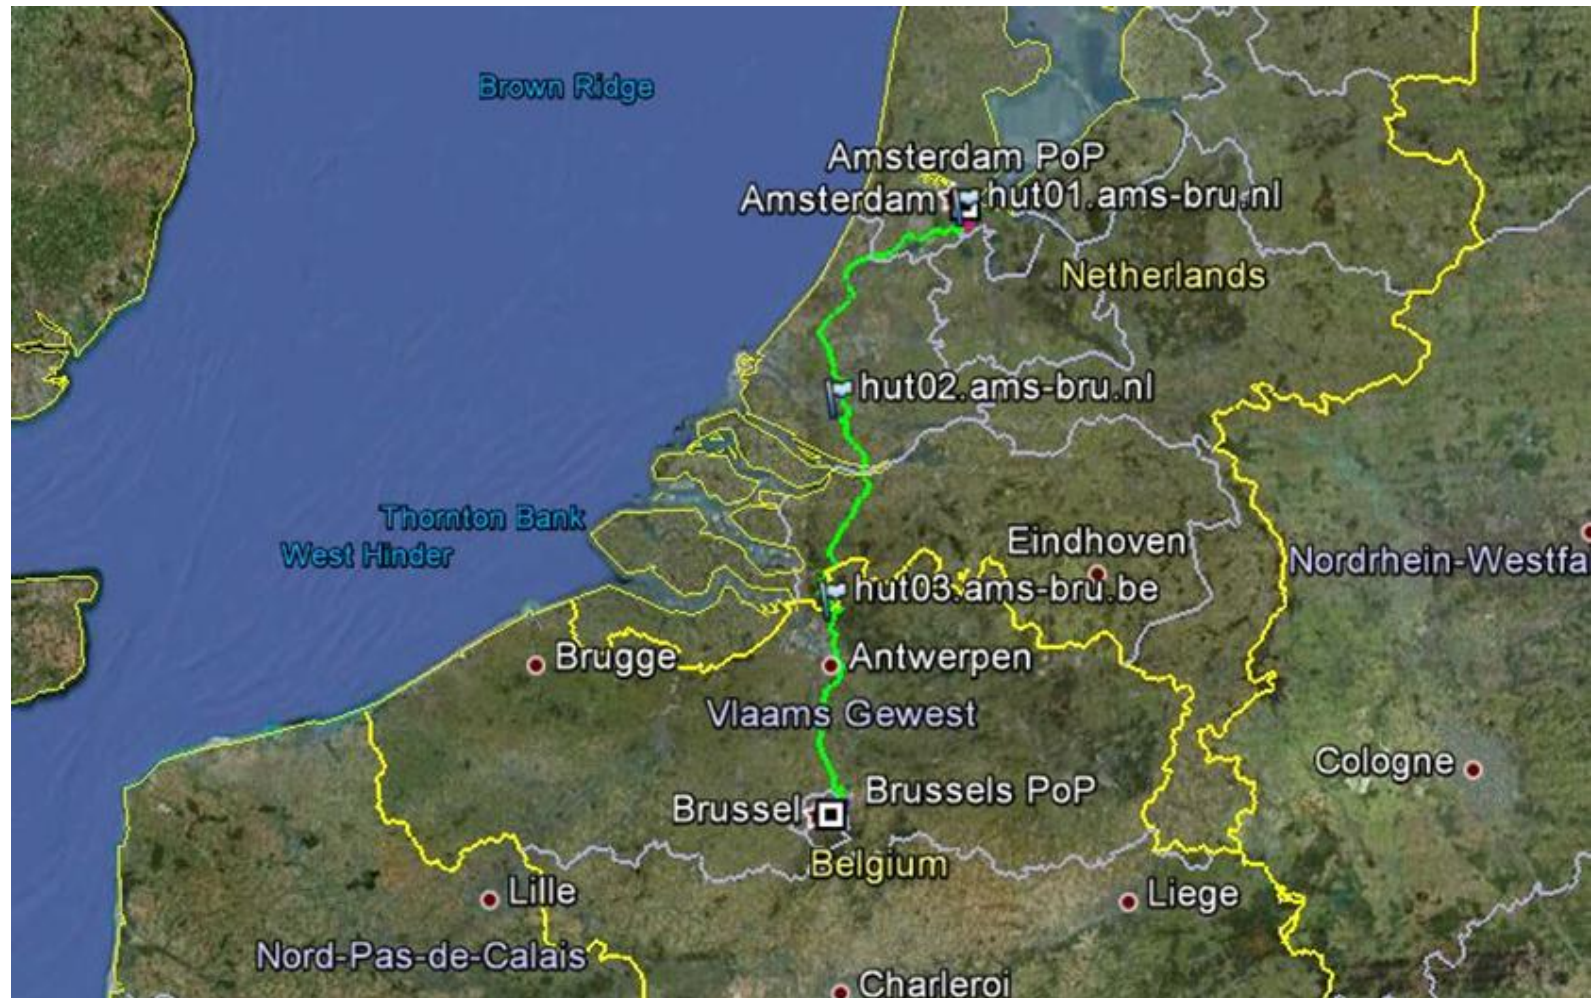 Brown Ridge
Amsterdam PoP
Amsterdam
hut01.ams-bru.nl
Netherlands
hut02.ams-bru.nl
Thornton Bank
West Hinder
Eindhoven
Nordrhein-Westfa
hut03.ams-bru.be
Brugge
Antwerpen
Vlaams Gewest
Cologne
Brussels PoP
Brussel
Belgium
Lille
Liege
Nord-Pas-de-Calais
Charleroi